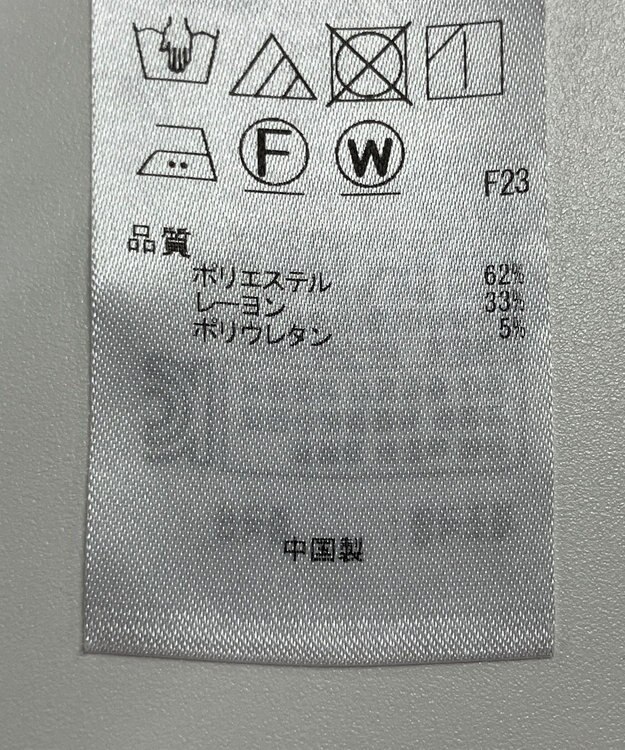 F W
F23
品質
ポリエステル 62%
レーヨン 33%
ポリウレタン 5%
中国製